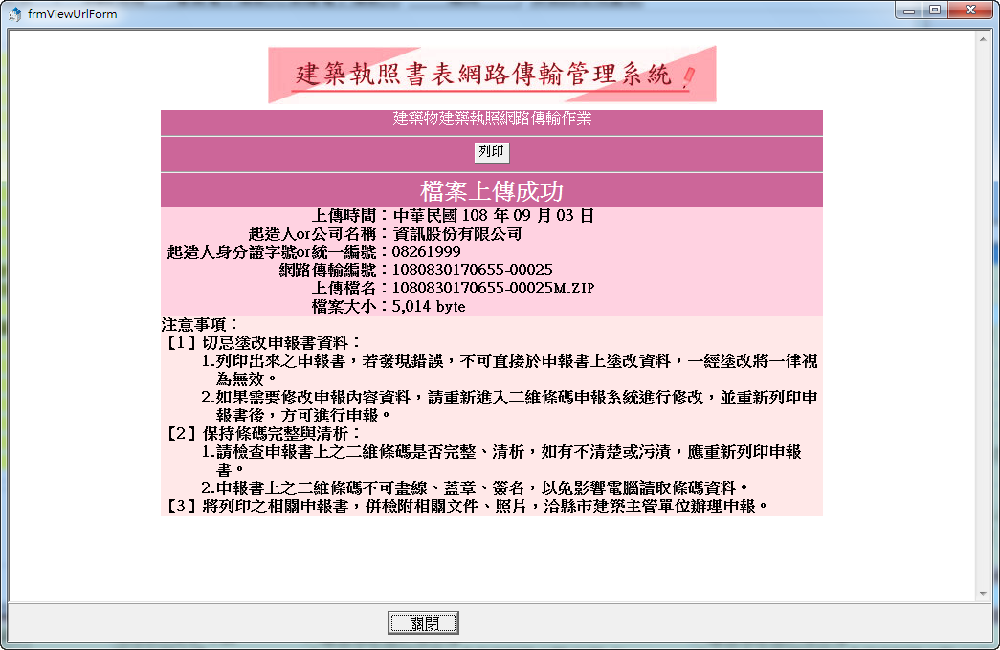 frmViewUrlForm
建築執照書表網路傳輸管理系統
建築物建築執照網路傳輸作業
列印
檔案上傳成功
上傳時間：中華民國 108 年 09 月 03 日
起造人or公司名稱：資訊股份有限公司
起造人身分證字號or統一編號：08261999
網路傳輸編號：1080830170655-00025
上傳檔名：1080830170655-00025M.ZIP
檔案大小：5,014 byte
注意事項：
【1】切忌塗改申報書資料：
1.列印出來之申報書，若發現錯誤，不可直接於申報書上塗改資料，一經塗改將一律視
為無效。
2.如果需要修改申報內容資料，請重新進入二維條碼申報系統進行修改，並重新列印申
報書後，方可進行申報。
【2】保持條碼完整與清析：
1.請檢查申報書上之二維條碼是否完整、清析，如有不清楚或污漬，應重新列印申報
書。
2.申報書上之二維條碼不可畫線、蓋章、簽名，以免影響電腦讀取條碼資料。
【3】將列印之相關申報書，併檢附相關文件、照片，洽縣市建築主管單位辦理申報。
關閉